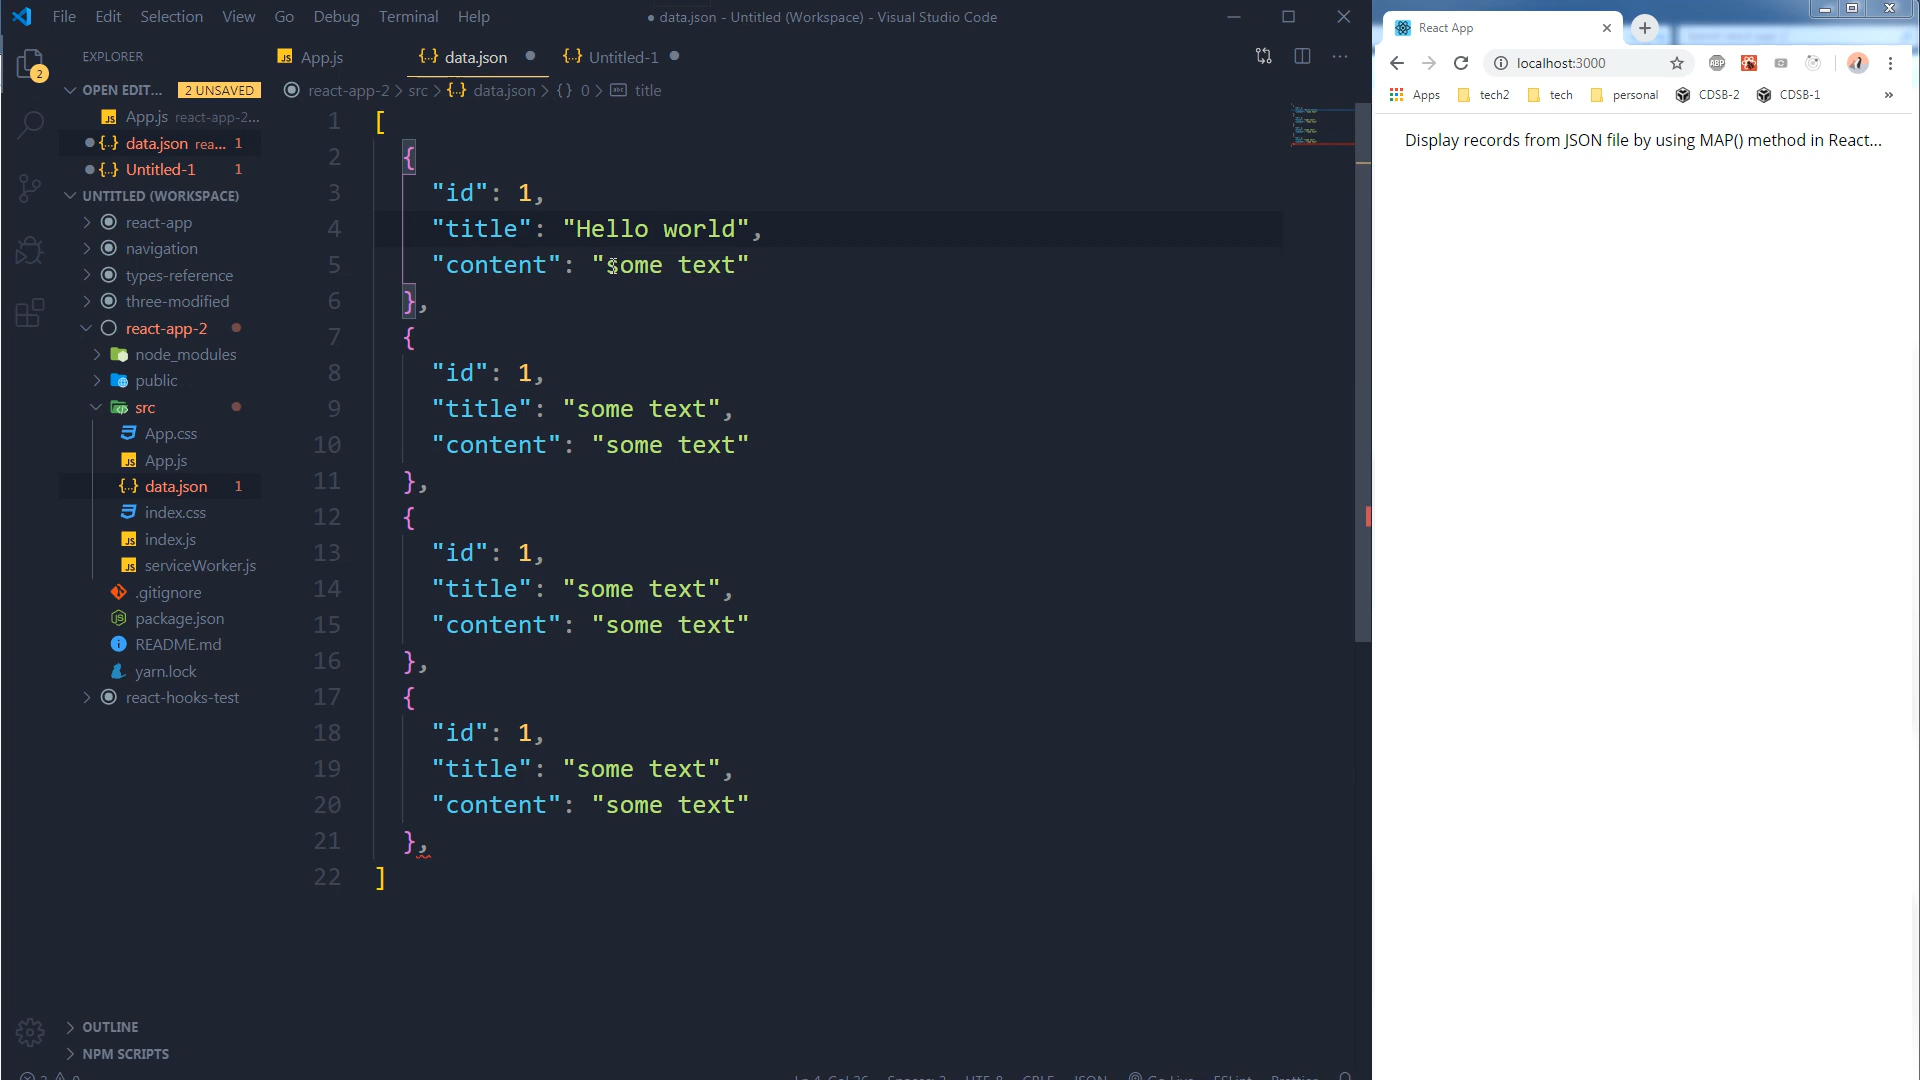 File Edit Selection View Go Debug Terminal Help
● data.json - Untitled (Workspace) - Visual Studio Code
2
EXPLORER
OPEN EDIT... 2 UNSAVED
JS App.js react-app-2...
{..} data.json rea... 1
{..} Untitled-1 1
UNTITLED (WORKSPACE)
react-app
navigation
types-reference
three-modified
react-app-2
node_modules
public
src
App.css
JS App.js
{..} data.json 1
index.css
JS index.js
JS serviceWorker.js
.gitignore
package.json
README.md
yarn.lock
react-hooks-test
OUTLINE
NPM SCRIPTS
JS App.js
{..} data.json
{..} Untitled-1
...
react-app-2 > src > {..} data.json > {} 0 > abc title
1 [
2 {
3 "id": 1,
4 "title": "Hello world",
5 "content": "some text"
6 },
7 {
8 "id": 1,
9 "title": "some text",
10 "content": "some text"
11 },
12 {
13 "id": 1,
14 "title": "some text",
15 "content": "some text"
16 },
17 {
18 "id": 1,
19 "title": "some text",
20 "content": "some text"
21 },
22 ]
React App
localhost:3000
ABP
Apps tech2 tech personal CDSB-2 CDSB-1 »
Display records from JSON file by using MAP() method in React...